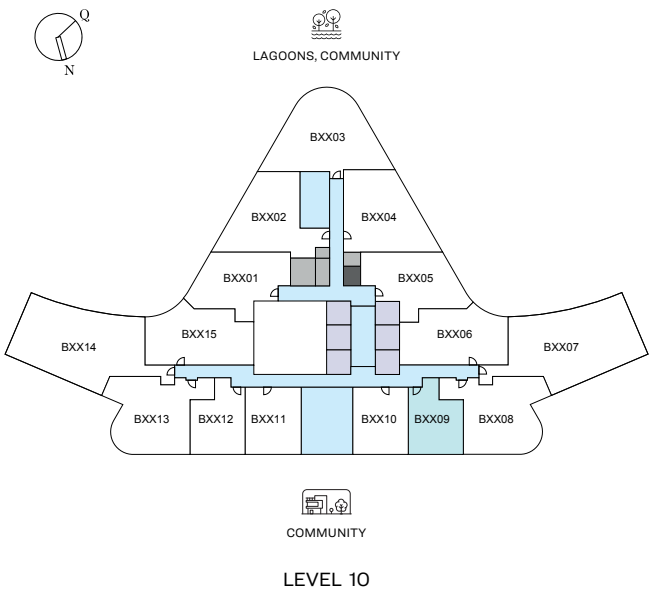 Q
N
LAGOONS, COMMUNITY
BXX03
BXX02
BXX04
BXX01
BXX05
BXX15
BXX06
BXX14
BXX07
BXX13
BXX12
BXX11
BXX10
BXX09
BXX08
COMMUNITY
LEVEL 10